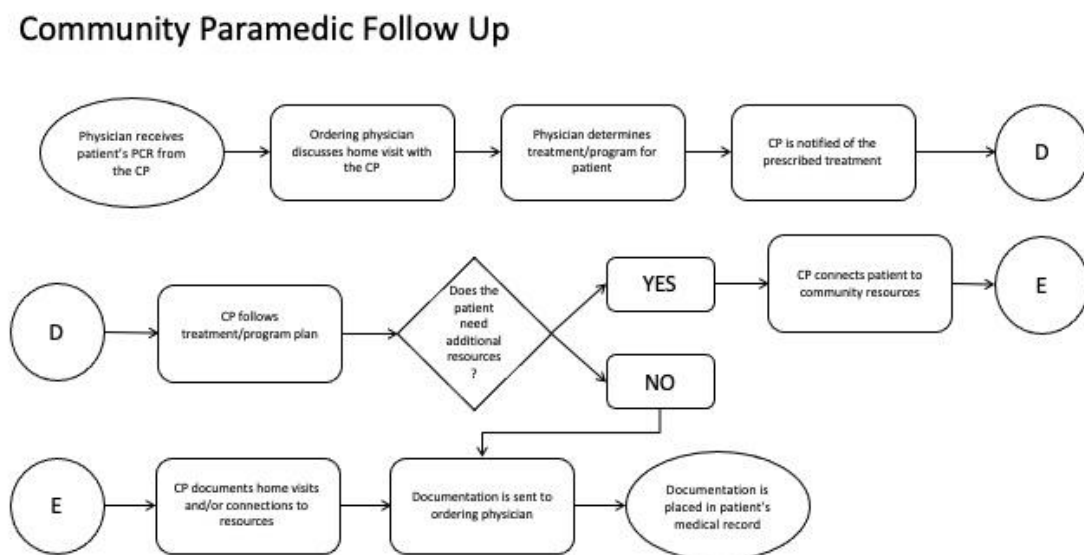 Community Paramedic Follow Up
Physician receives
patient's PCR from
the CP
Ordering physician
discusses home visit with
the CP
Physician determines
treatment/program for
patient
CP is notified of the
prescribed treatment
D
D
CP follows
treatment/program plan
Does the
patient
need
additional
resources
?
YES
NO
CP connects patient to
community resources
E
E
CP documents home visits
and/or connections to
resources
Documentation is sent to
ordering physician
Documentation is
placed in patient's
medical record